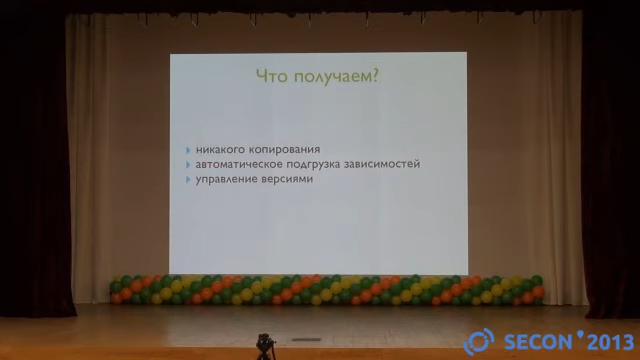 Что получаем?
никакого копирования
автоматическое подгрузка зависимостей
управление версиями
SECON'2013